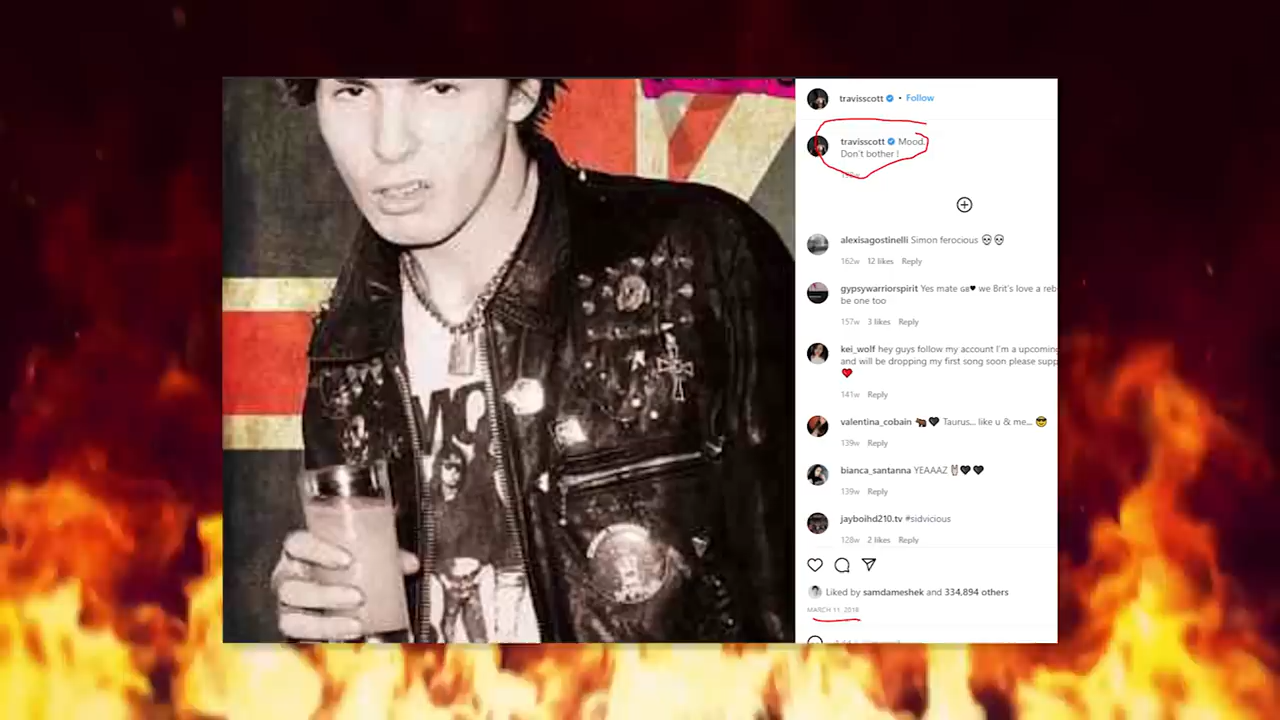 travisscott • Follow
travisscott Mood.
Don't bother !
alexisagostinelli Simon ferocious 💀💀
162w 12 likes Reply
gypsywarriorspirit Yes mate GB🖤 we Brit's love a reb
be one too
157w 3 likes Reply
kei_wolf hey guys follow my account I'm a upcoming
and will be dropping my first song soon please supp
❤️
141w Reply
valentina_cobain 🐂🖤 Taurus... like u & me... 😎
139w Reply
bianca_santanna YEAAAZ 🤘🖤🖤
139w Reply
jayboihd210.tv #sidvicious
128w 2 likes Reply
Liked by samdameshek and 334,894 others
MARCH 11, 2018